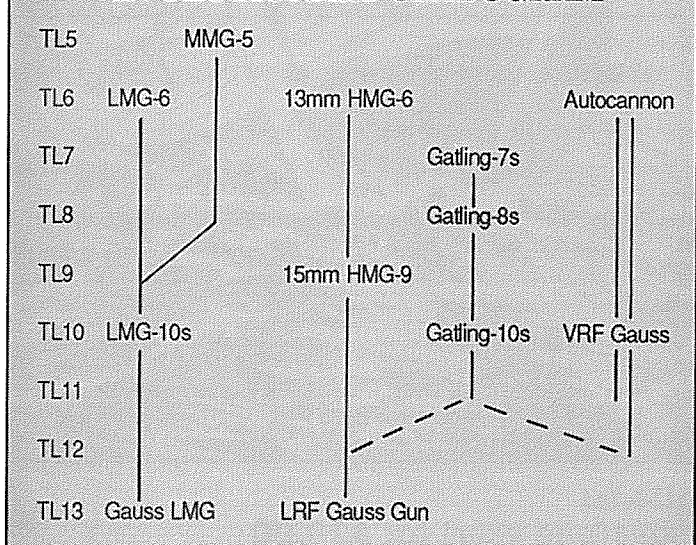 TL5 MMG-5
TL6 LMG-6 13mm HMG-6 Autocannon
TL7 Gatling-7s
TL8 Gatling-8s
TL9 15mm HMG-9
TL10 LMG-10s Gatling-10s VRF Gauss
TL11
TL12
TL13 Gauss LMG LRF Gauss Gun